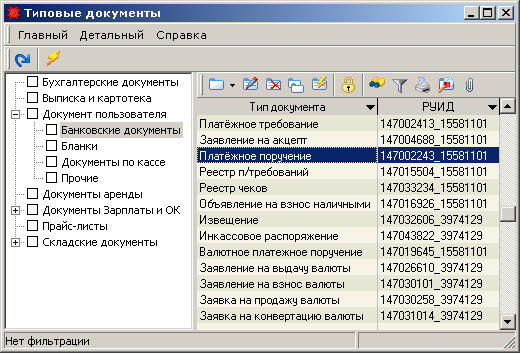 Типовые документы
Главный Детальный Справка
Бухгалтерские документы
Выписка и картотека
Документ пользователя
Банковские документы
Бланки
Документы по кассе
Прочие
Документы аренды
Документы Зарплаты и ОК
Прайс-листы
Складские документы
Тип документа РУИД
Платёжное требование 147002413_15581101
Заявление на акцепт 147004688_15581101
Платёжное поручение 147002243_15581101
Реестр п/требований 147015504_15581101
Реестр чеков 147033234_15581101
Объявление на взнос наличными 147016926_15581101
Извещение 147032606_3974129
Инкассовое распоряжение 147043822_3974129
Валютное платежное поручение 147019645_15581101
Заявление на выдачу валюты 147026610_3974129
Заявление на взнос валюты 147030101_3974129
Заявка на продажу валюты 147030258_3974129
Заявка на конвертацию валюты 147031014_3974129
Нет фильтрации